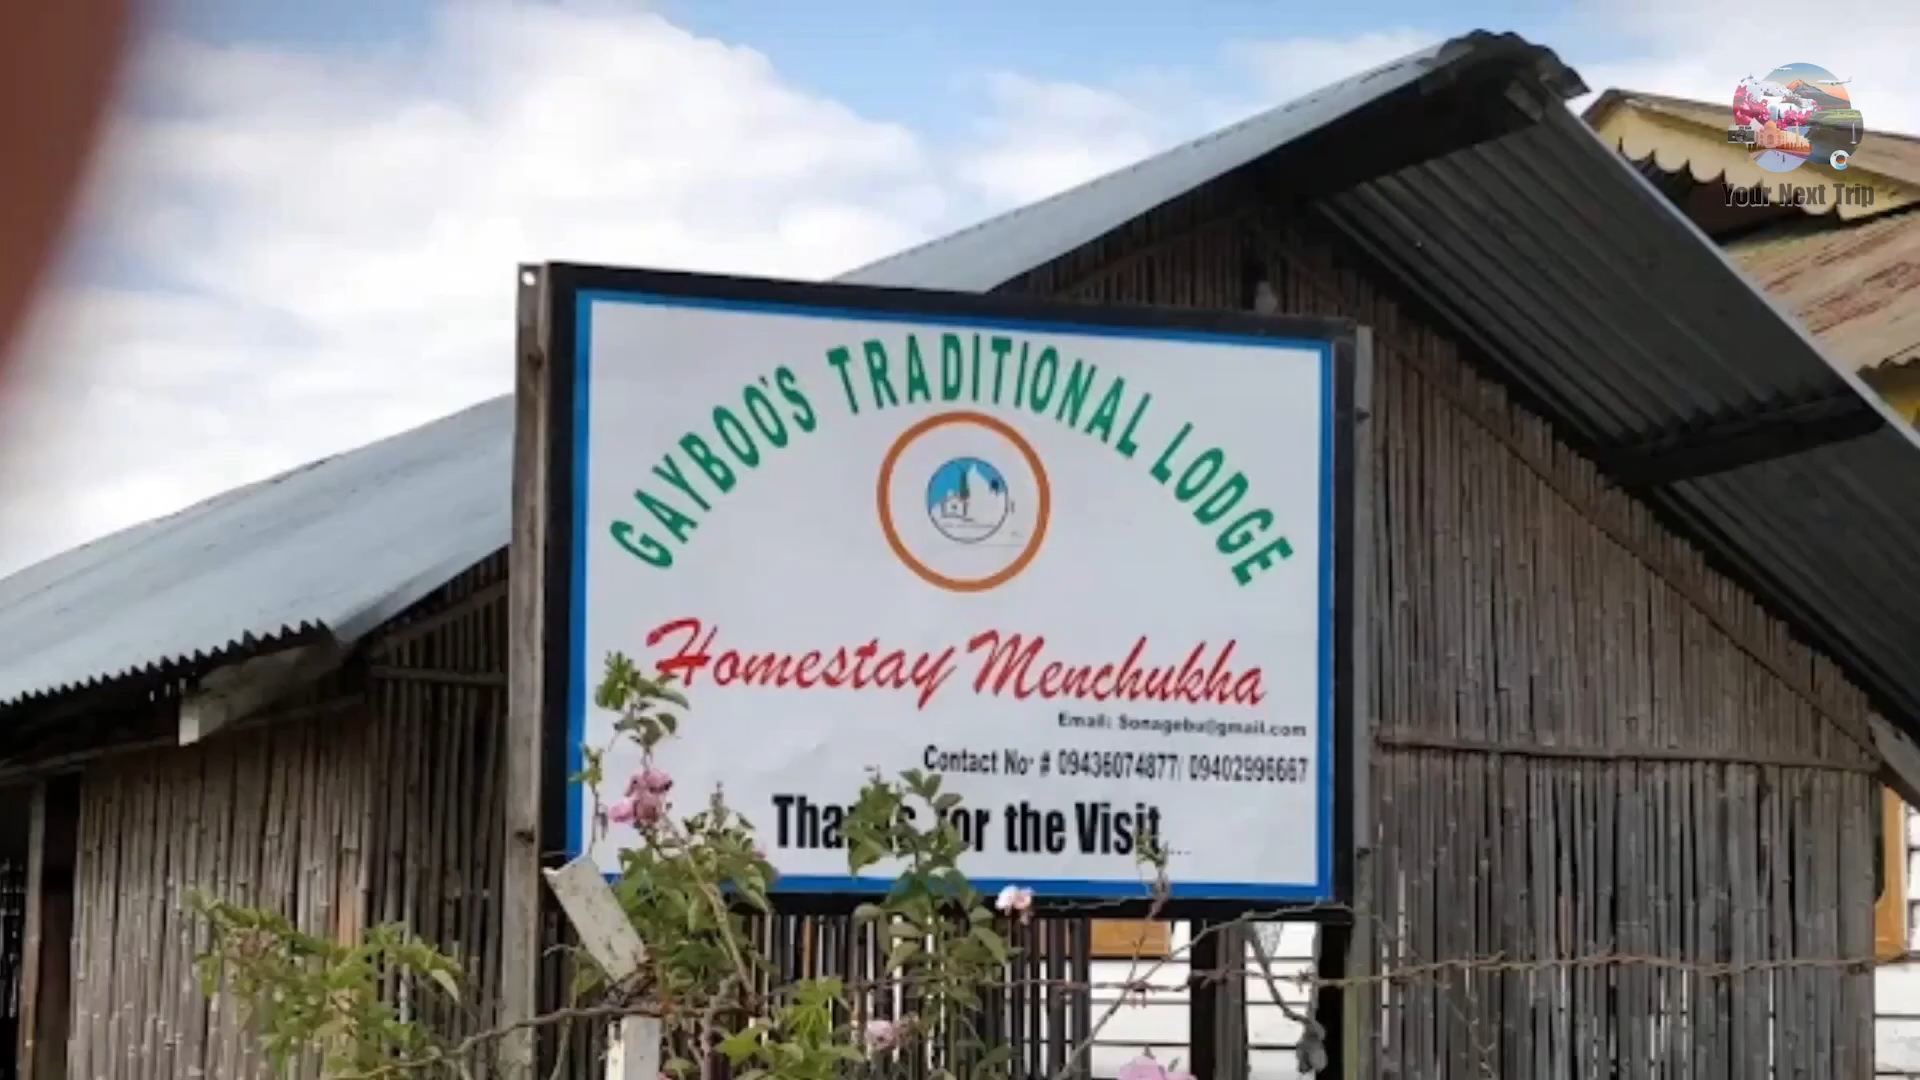 Your Next Trip
GAYBOO'S TRADITIONAL LODGE
Homestay Menchukha
Email: Sonagebu@gmail.com
Contact No· # 09436074877/ 09402996667
Thanks for the Visit....